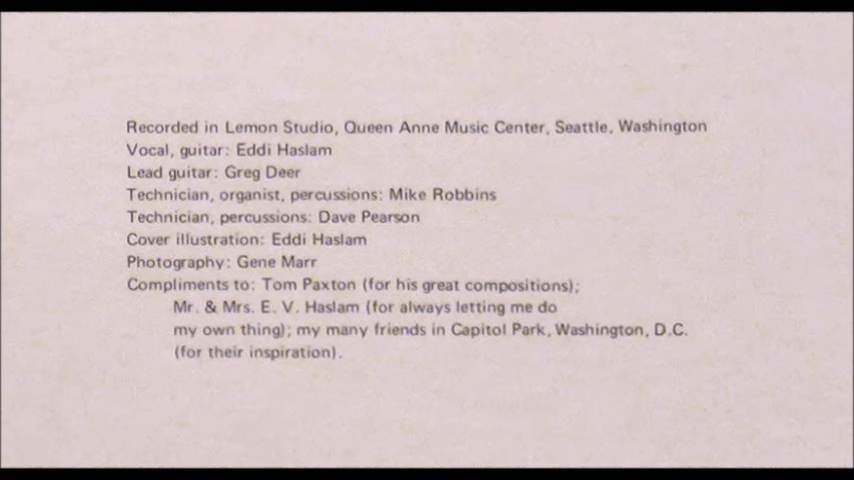 Recorded in Lemon Studio, Queen Anne Music Center, Seattle, Washington
Vocal, guitar: Eddi Haslam
Lead guitar: Greg Deer
Technician, organist, percussions: Mike Robbins
Technician, percussions: Dave Pearson
Cover illustration: Eddi Haslam
Photography: Gene Marr
Compliments to: Tom Paxton (for his great compositions);
Mr. & Mrs. E. V. Haslam (for always letting me do
my own thing); my many friends in Capitol Park, Washington, D.C.
(for their inspiration).